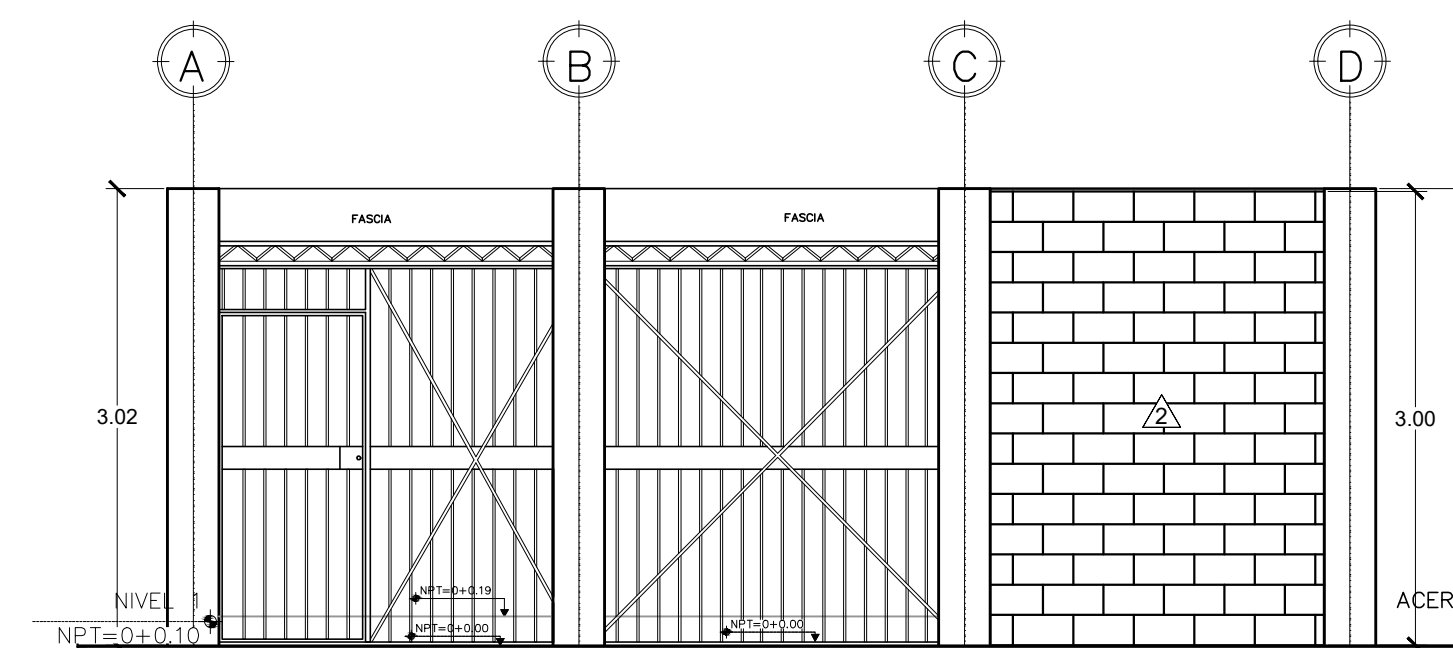 A
B
C
D
FASCIA
FASCIA
3.02
2
3.00
NPT=0+0.19
NIVEL 1
ACER
NPT=0+0.00
NPT=0+0.00
NPT=0+0.10